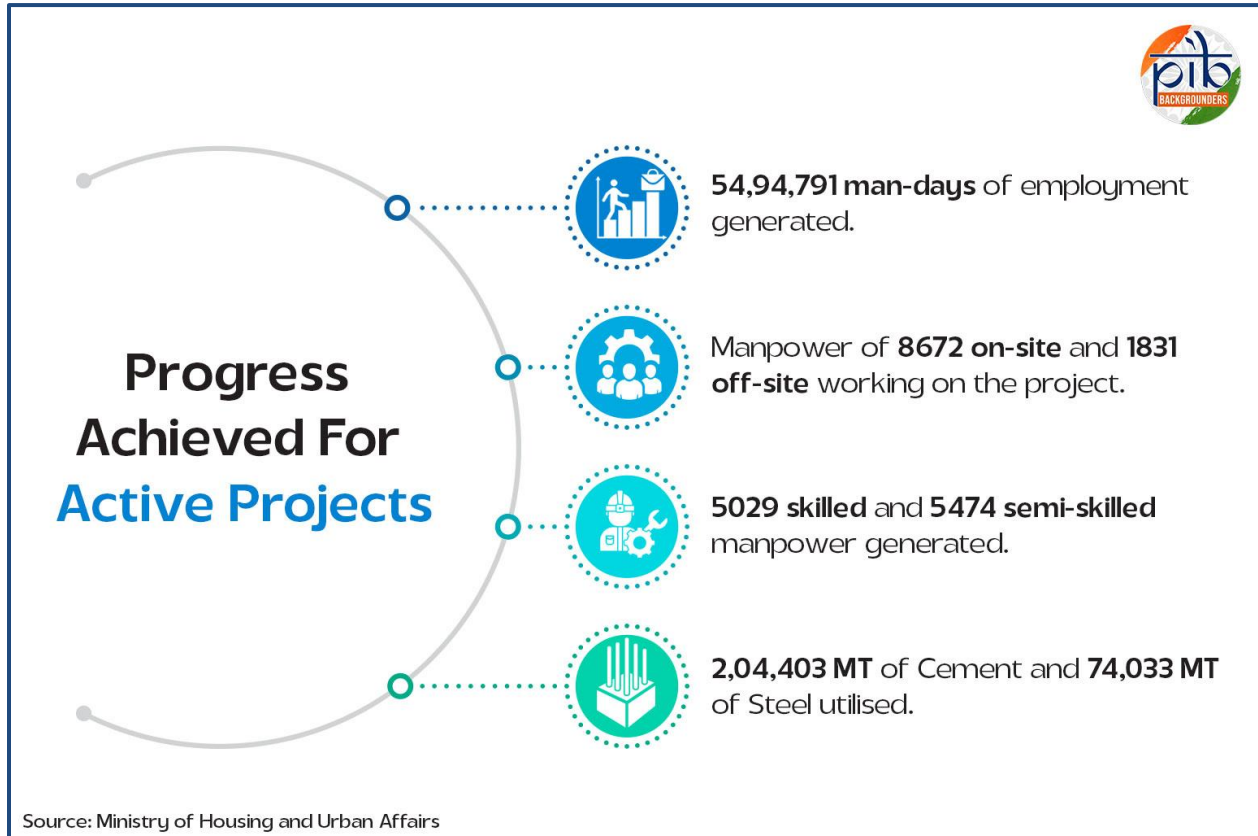 pib
BACKGROUNDERS
54,94,791 man-days of employment
generated.
Manpower of 8672 on-site and 1831
off-site working on the project.
Progress
Achieved For
Active Projects
5029 skilled and 5474 semi-skilled
manpower generated.
2,04,403 MT of Cement and 74,033 MT
of Steel utilised.
Source: Ministry of Housing and Urban Affairs